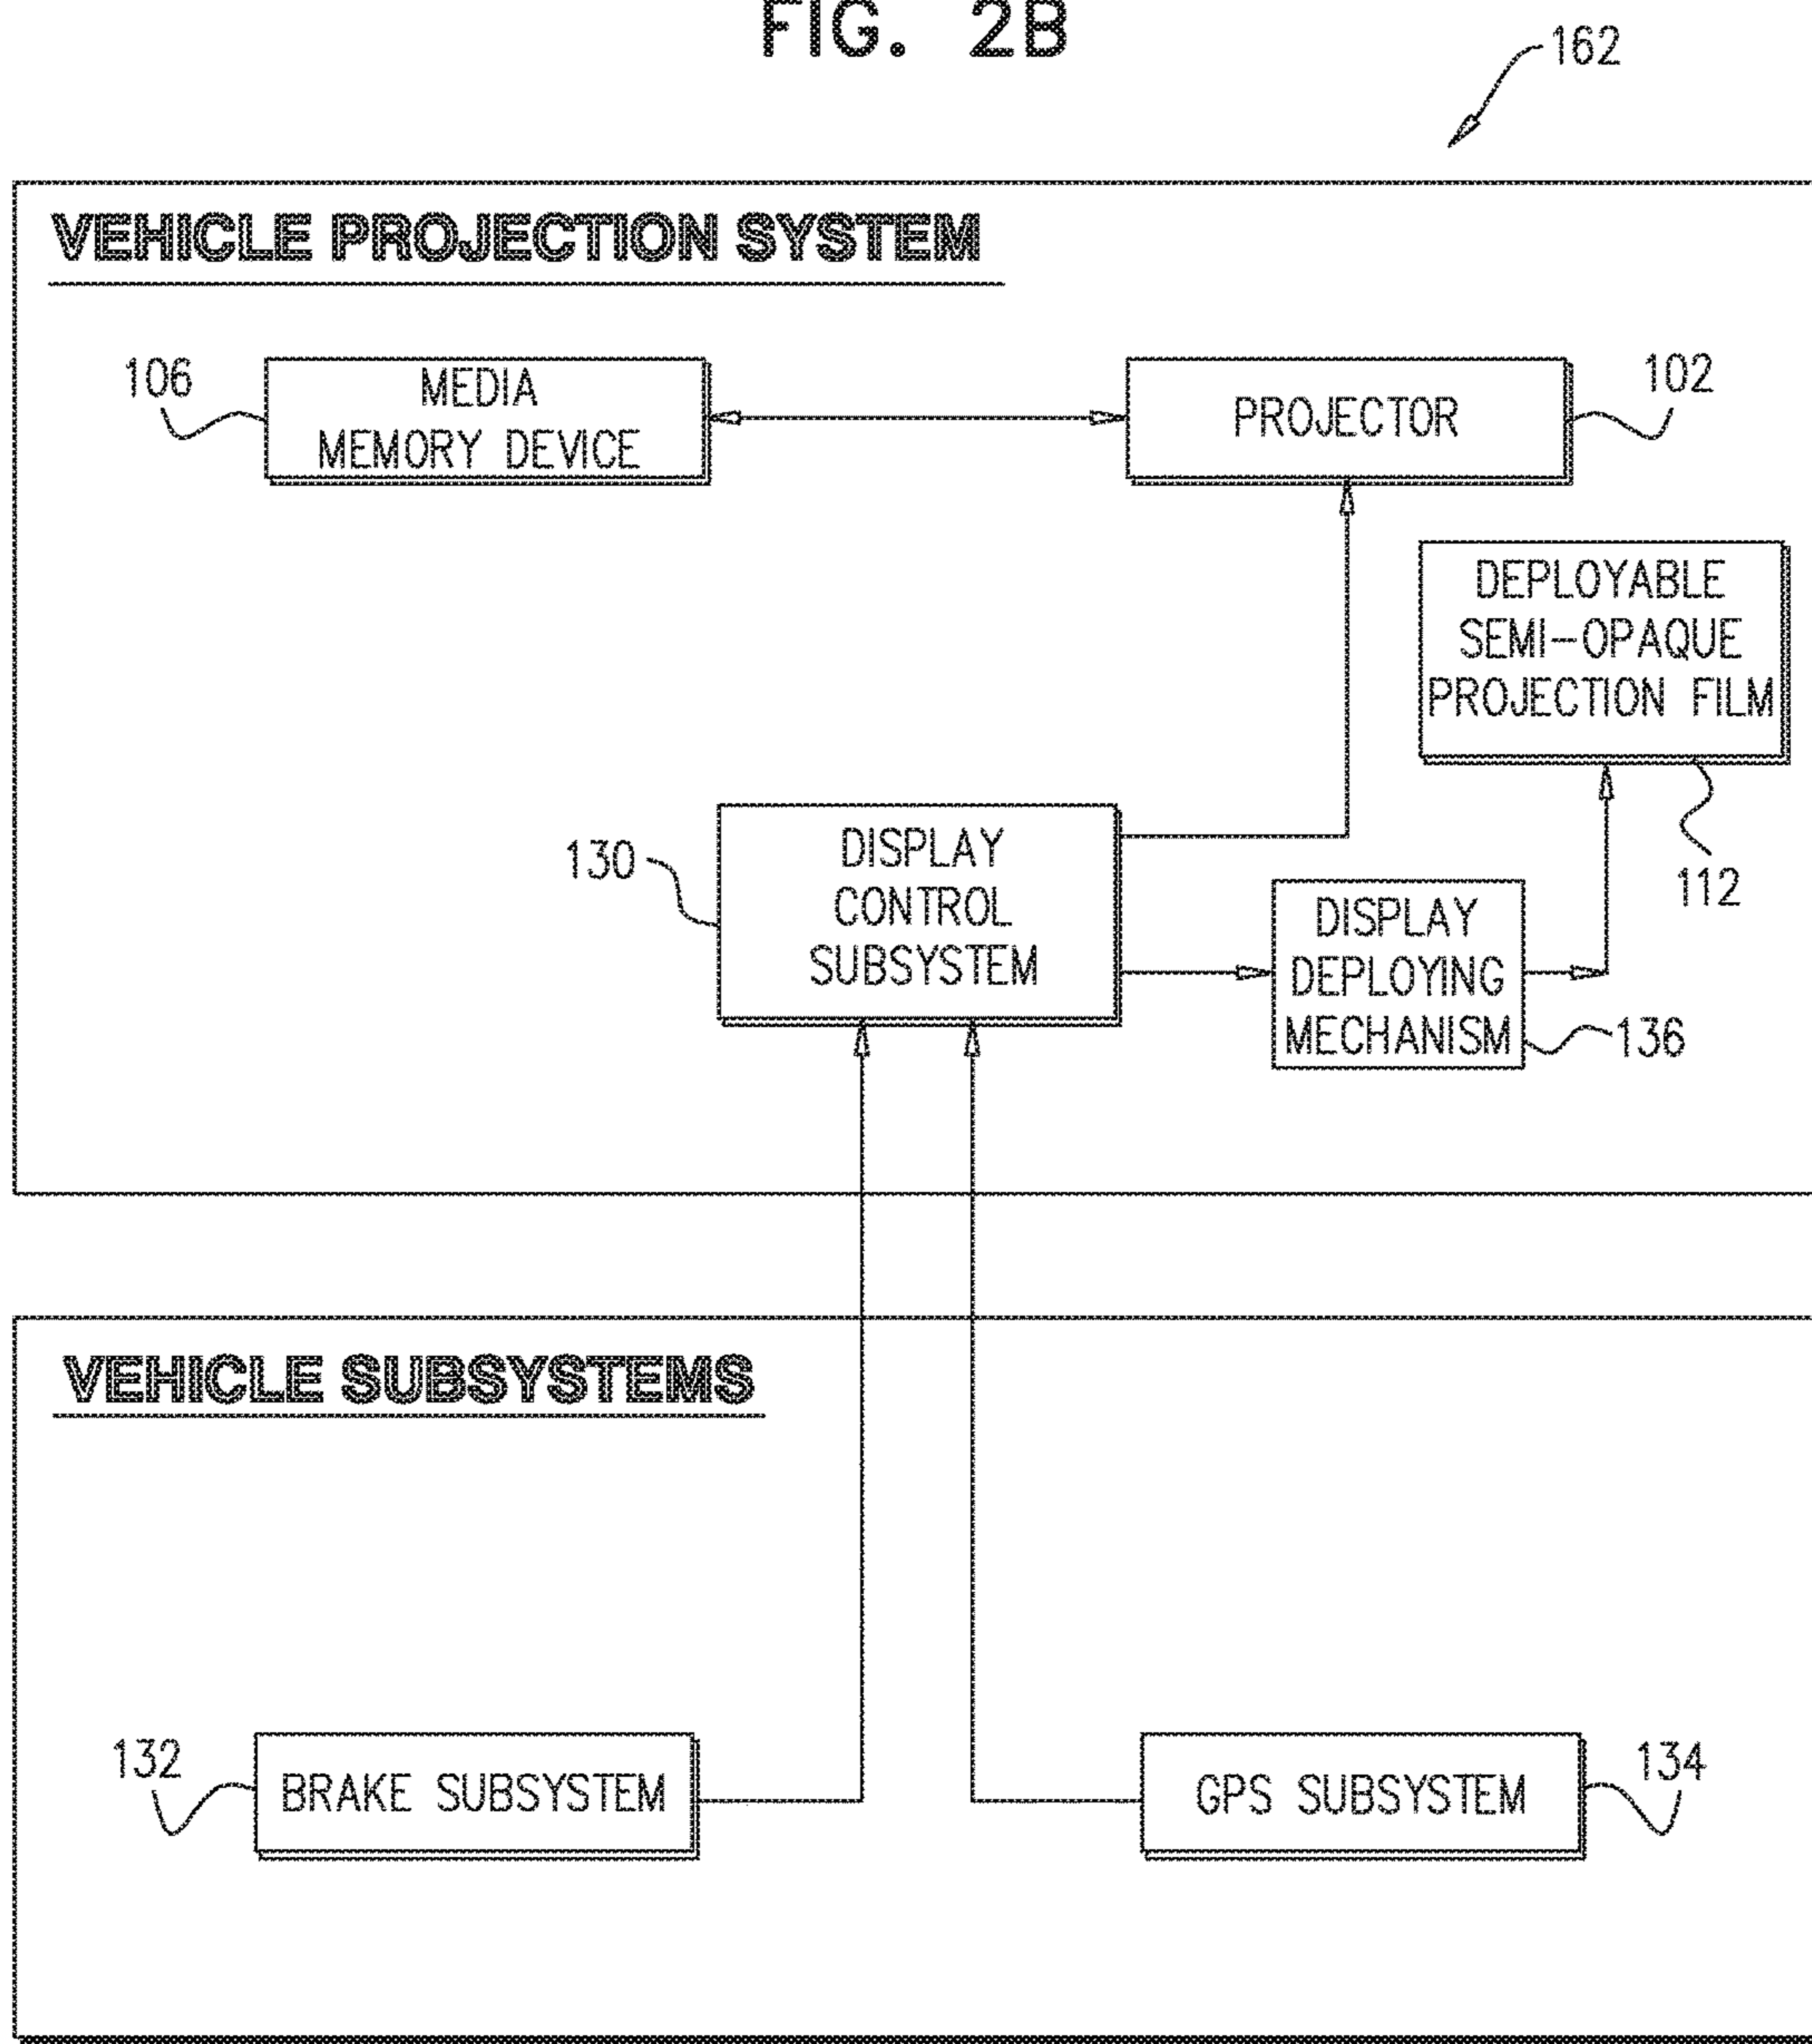 FIG. 2B
162
VEHICLE PROJECTION SYSTEM
106
MEDIA
MEMORY DEVICE
PROJECTOR
102
DEPLOYABLE
SEMI-OPAQUE
PROJECTION FILM
112
130
DISPLAY
CONTROL
SUBSYSTEM
DISPLAY
DEPLOYING
MECHANISM
136
VEHICLE SUBSYSTEMS
132
BRAKE SUBSYSTEM
GPS SUBSYSTEM
134